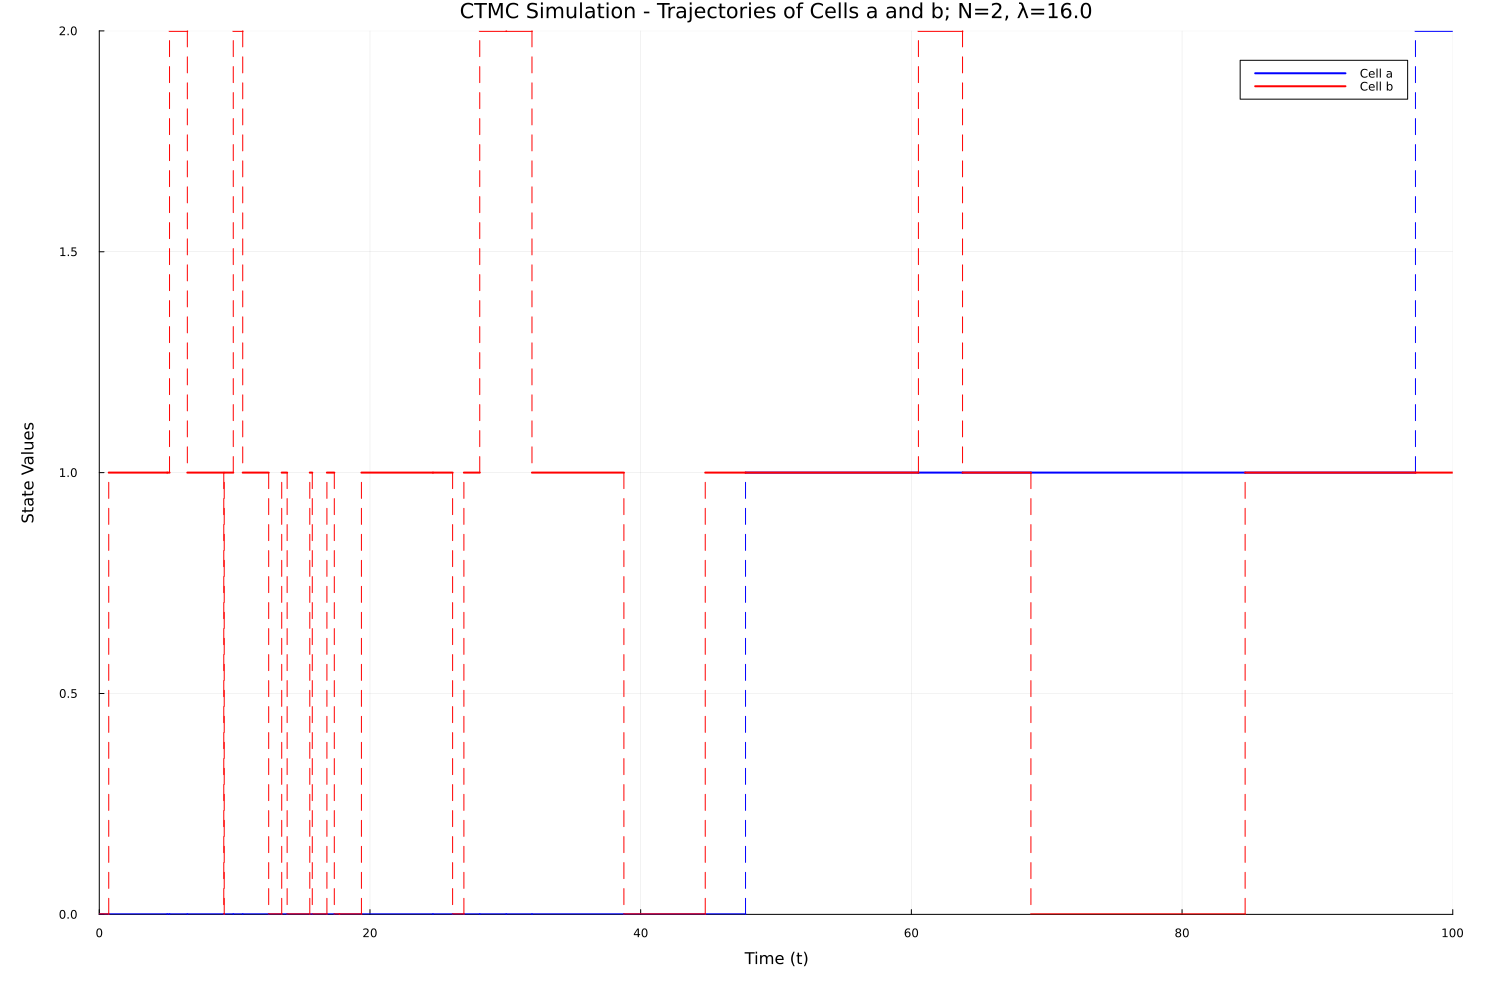 CTMC Simulation - Trajectories of Cells a and b; N=2, λ=16.0
2.0
Cell a
Cell b
1.5
1.0
State Values
0.5
0.0
0 20 40 60 80 100
Time (t)